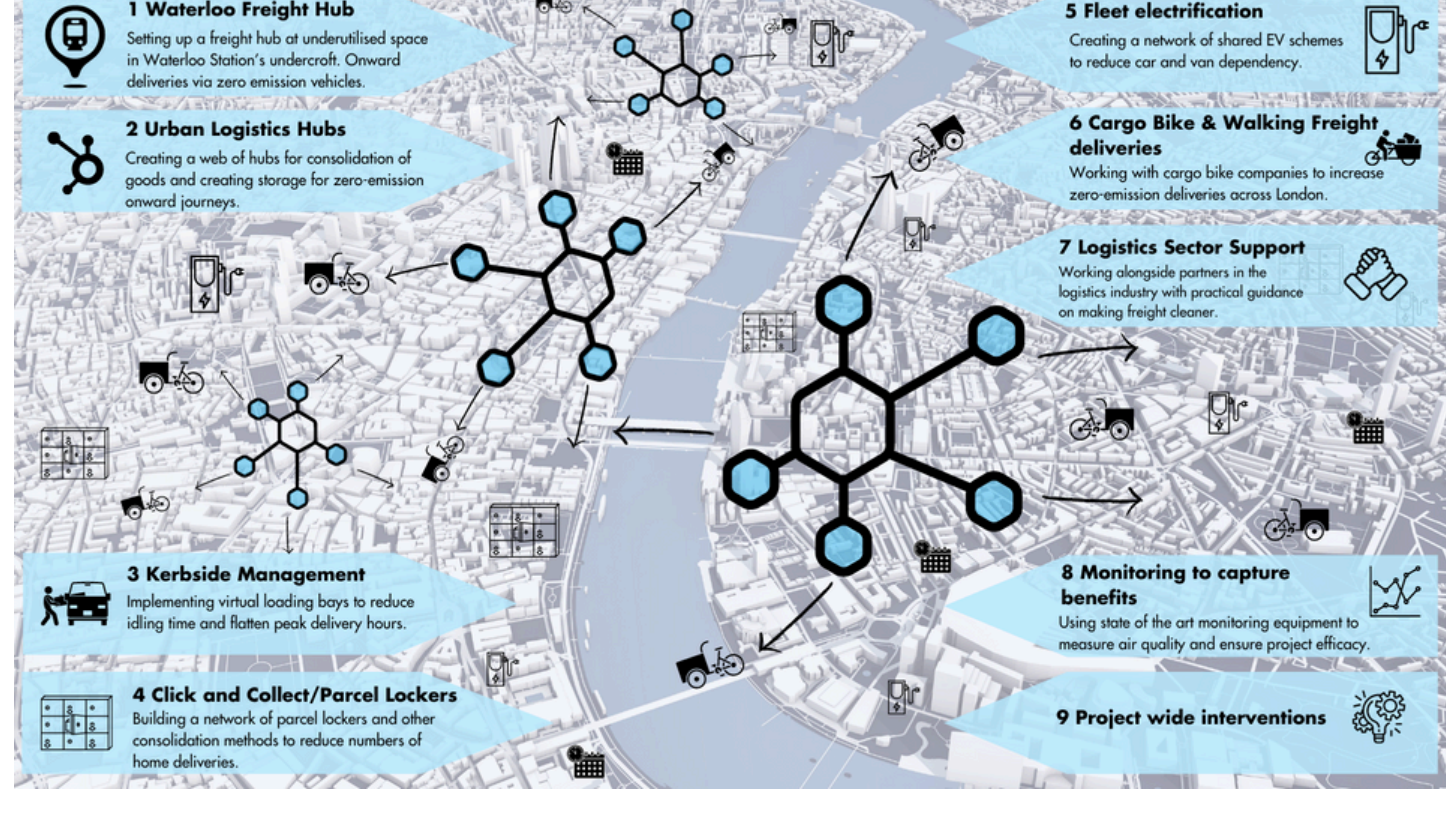 1 Waterloo Freight Hub
Setting up a freight hub at underutilised space
in Waterloo Station's undercroft. Onward
deliveries via zero emission vehicles.
2 Urban Logistics Hubs
Creating a web of hubs for consolidation of
goods and creating storage for zero-emission
onward journeys.
3 Kerbside Management
Implementing virtual loading bays to reduce
idling time and flatten peak delivery hours.
4 Click and Collect/Parcel Lockers
Building a network of parcel lockers and other
consolidation methods to reduce numbers of
home deliveries.
5 Fleet electrification
Creating a network of shared EV schemes
to reduce car and van dependency.
6 Cargo Bike & Walking Freight
deliveries
Working with cargo bike companies to increase
zero-emission deliveries across London.
7 Logistics Sector Support
Working alongside partners in the
logistics industry with practical guidance
on making freight cleaner.
8 Monitoring to capture
benefits
Using state of the art monitoring equipment to
measure air quality and ensure project efficacy.
9 Project wide interventions